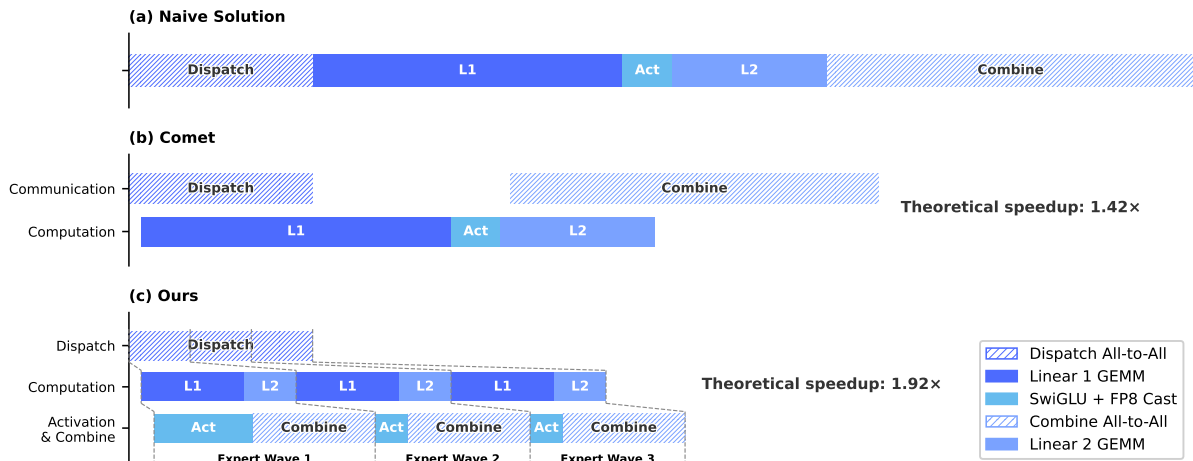 (a) Naive Solution
Dispatch L1 Act L2 Combine
(b) Comet
Communication Dispatch Combine
Theoretical speedup: 1.42×
Computation L1 Act L2
(c) Ours
Dispatch Dispatch
Computation L1 L2 L1 L2 L1 L2
Theoretical speedup: 1.92×
Activation
& Combine
Act Combine Act Combine Act Combine
Expert Wave 1 Expert Wave 2 Expert Wave 3
Dispatch All-to-All
Linear 1 GEMM
SwiGLU + FP8 Cast
Combine All-to-All
Linear 2 GEMM